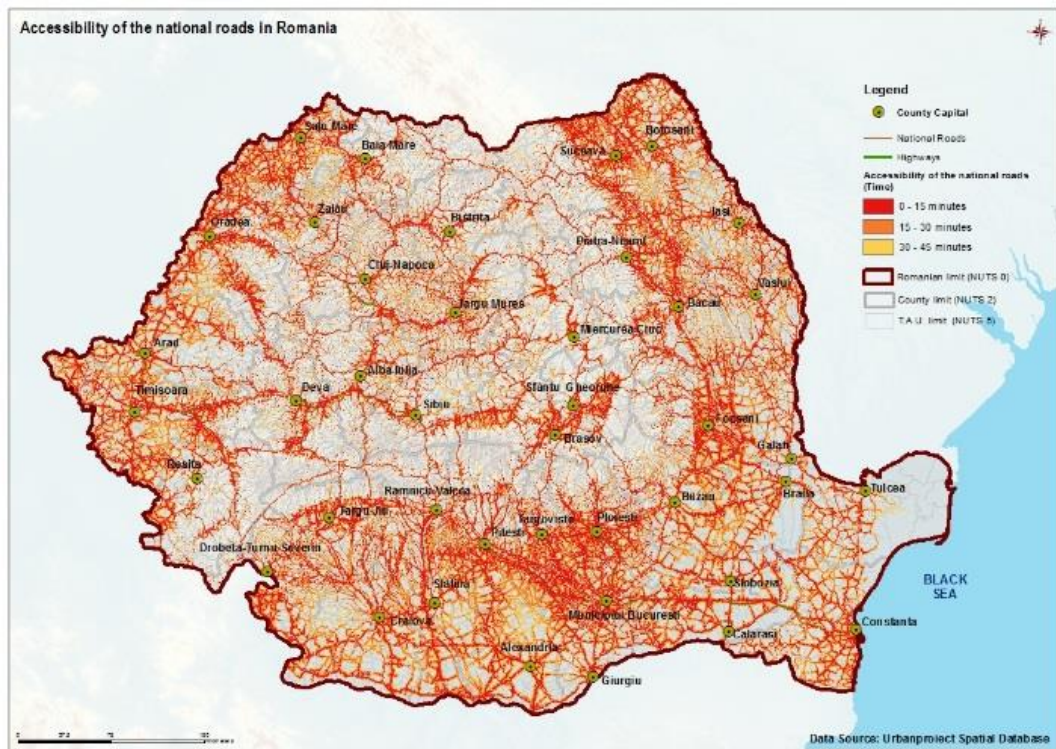 Accessibility of the national roads in Romania
Legend
County Capital
National Roads
Highways
Accessibility of the national roads
(Time)
0 - 15 minutes
15 - 30 minutes
30 - 45 minutes
Romanian limit (NUTS 0)
County limit (NUTS 2)
T.A.U. limit (NUTS 5)
Satu Mare
Baia Mare
Botosani
Suceava
Zalau
Oradea
Bistrita
Iasi
Piatra-Neamt
Cluj-Napoca
Vaslui
Targu Mures
Bacau
Miercurea Ciuc
Arad
Alba Iulia
Deva
Sfantu Gheorghe
Timisoara
Sibiu
Focsani
Brasov
Galati
Resita
Braila
Tulcea
Ramnicu Valcea
Buzau
Targu Jiu
Targoviste
Ploiesti
Pitesti
Drobeta-Turnu-Severin
Slatina
Slobozia
BLACK
SEA
Municipiul Bucuresti
Craiova
Calarasi
Constanta
Alexandria
Giurgiu
Data Source: Urbanproiect Spatial Database